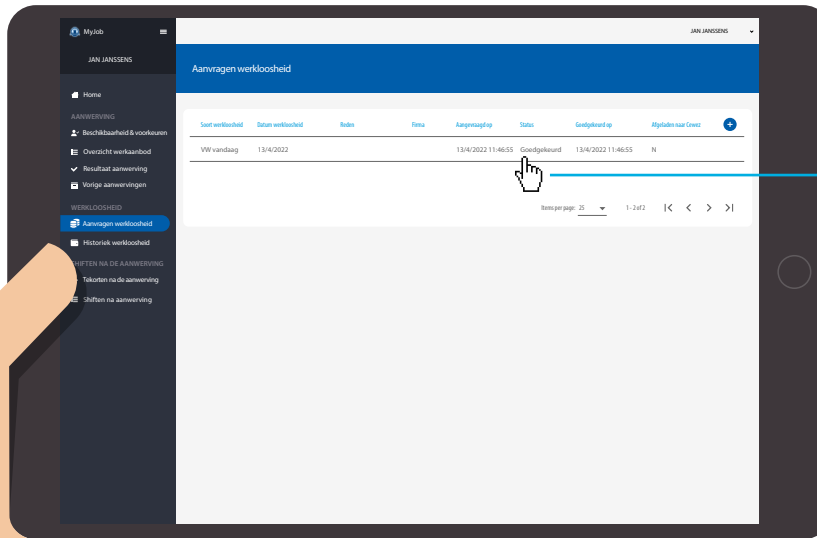 MyJob
JAN JANSSENS
JAN JANSSENS
Aanvragen werkloosheid
Home
AANWERVING
Beschikbaarheid & voorkeuren
Overzicht werkaanbod
Resultaat aanwerving
Vorige aanwervingen
WERKLOOSHEID
Aanvragen werkloosheid
Historiek werkloosheid
SHIFTEN NA DE AANWERVING
Tekorten na de aanwerving
Shiften na aanwerving
Soort werkloosheid Datum werkloosheid Reden Firma Aangevraagd op Status Goedgekeurd op Afgeladen naar Cewez
VW vandaag 13/4/2022 13/4/2022 11:46:55 Goedgekeurd 13/4/2022 11:46:55 N
Items per page: 25 1 - 2 of 2